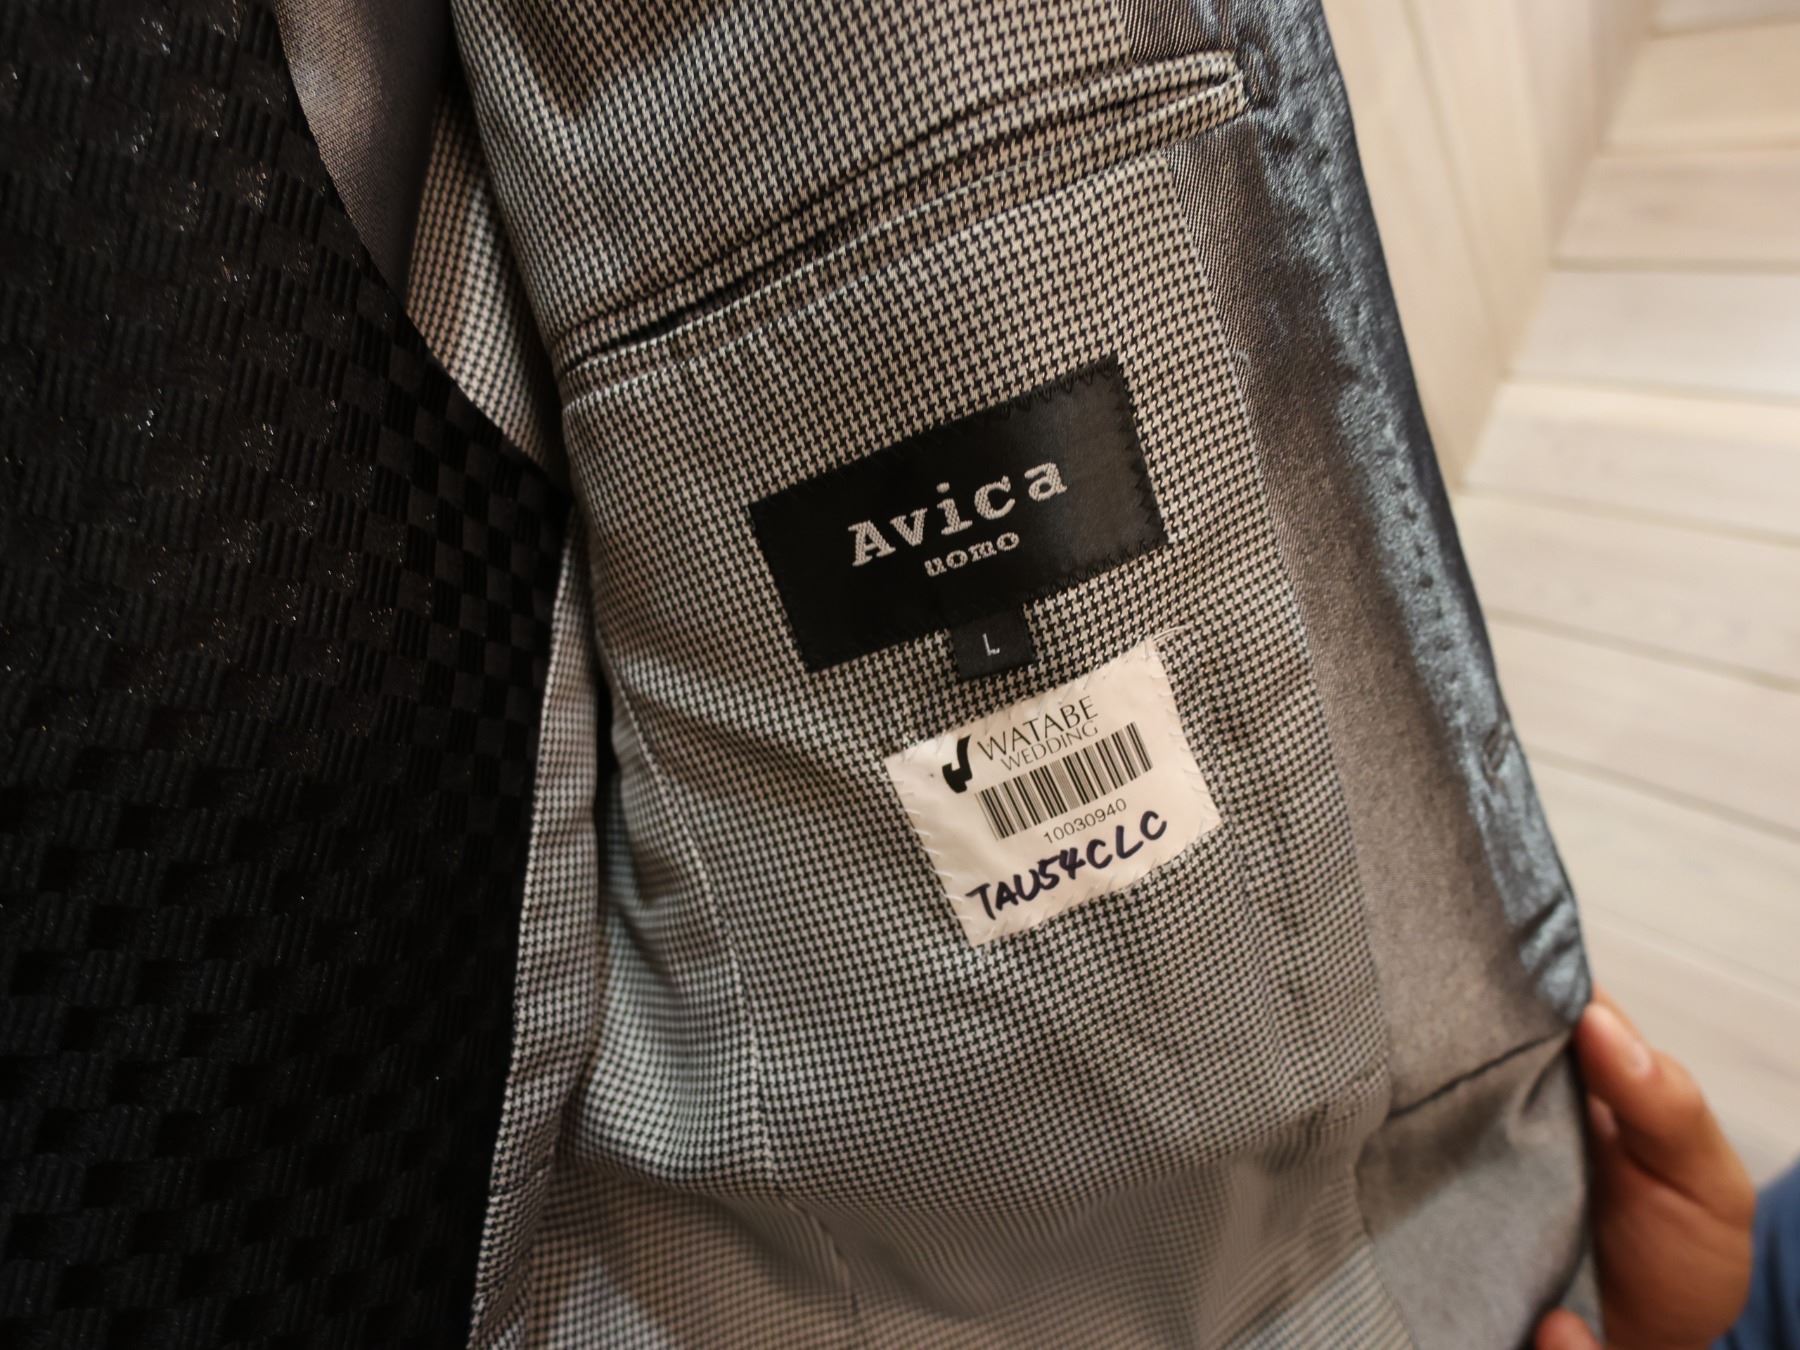 Avica
uomo
L
WATABE
WEDDING
10030940
TAU54CLC